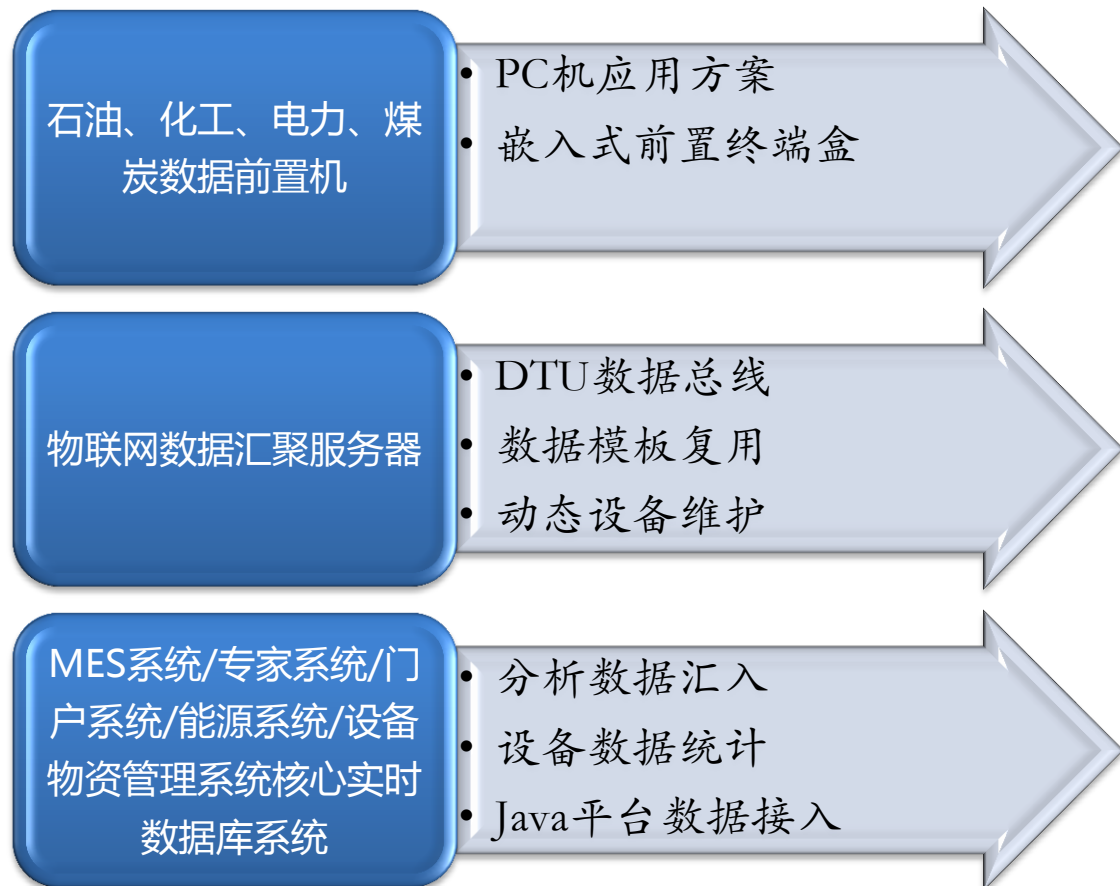 石油、化工、电力、煤
炭数据前置机
• PC机应用方案
• 嵌入式前置终端盒
物联网数据汇聚服务器
• DTU数据总线
• 数据模板复用
• 动态设备维护
MES系统/专家系统/门
户系统/能源系统/设备
物资管理系统核心实时
数据库系统
• 分析数据汇入
• 设备数据统计
• Java平台数据接入